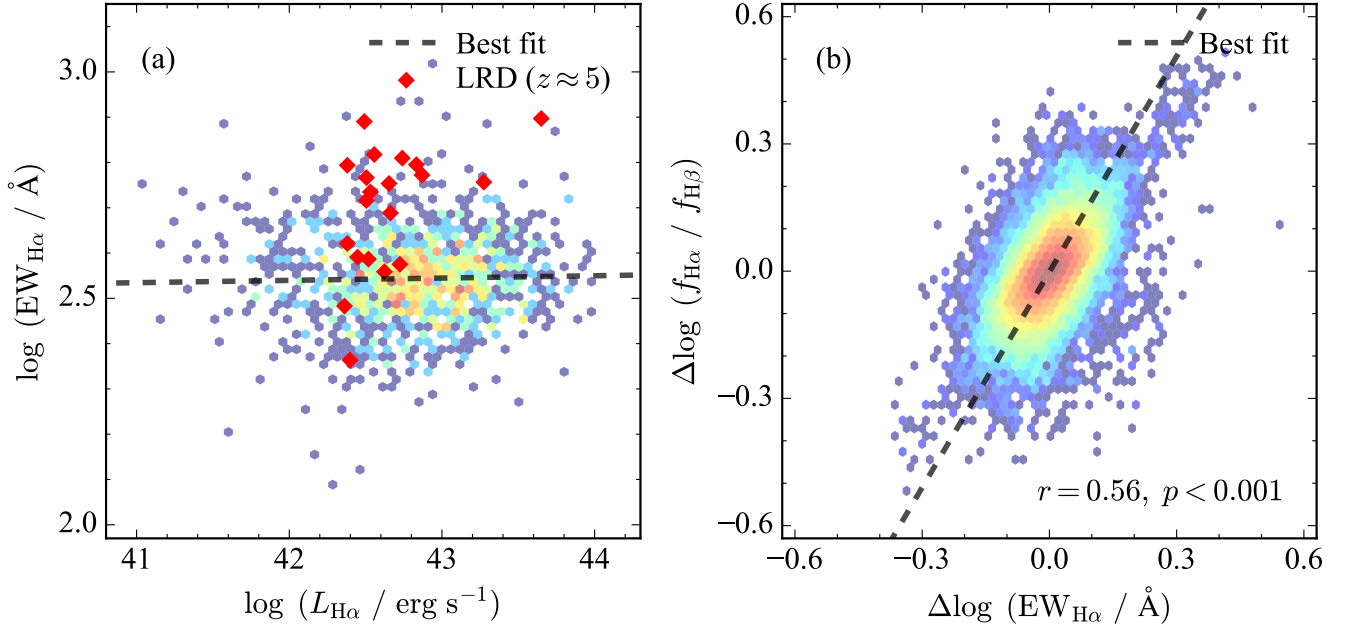 (a)
Best fit
LRD (z ≈ 5)
3.0
2.5
2.0
log (EW_Hα / Å)
41 42 43 44
log (L_Hα / erg s⁻¹)
(b)
Best fit
0.6
0.3
0.0
−0.3
−0.6
Δlog (f_Hα / f_Hβ)
r = 0.56, p < 0.001
−0.6 −0.3 0.0 0.3 0.6
Δlog (EW_Hα / Å)